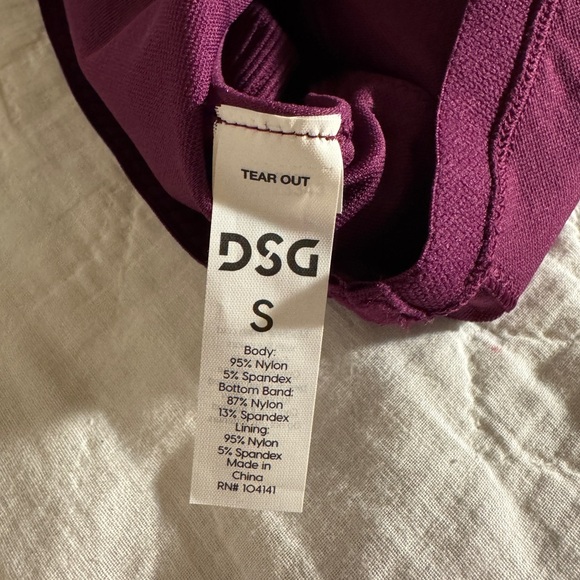 TEAR OUT
DSG
S
Body:
95% Nylon
5% Spandex
Bottom Band:
87% Nylon
13% Spandex
Lining:
95% Nylon
5% Spandex
Made in
China
RN# 104141